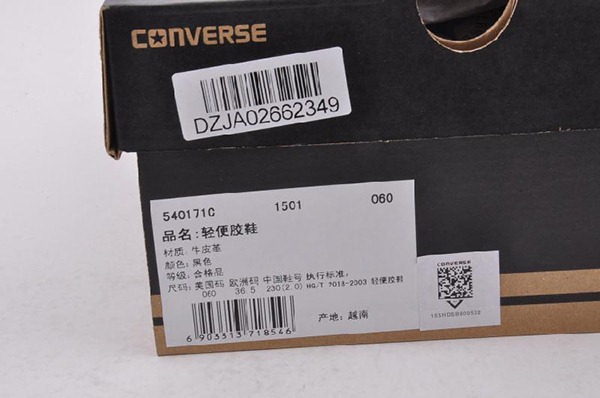 CONVERSE
DZJA02662349
540171C 1501 060
品名:轻便胶鞋
材质: 牛皮革
颜色: 黑色
等级: 合格品
尺码: 美国码 欧洲码 中国鞋号 执行标准:
060 36.5 230(2.0) HG/T 2018-2003 轻便胶鞋
产地: 越南
6 903513 718546
CONVERSE